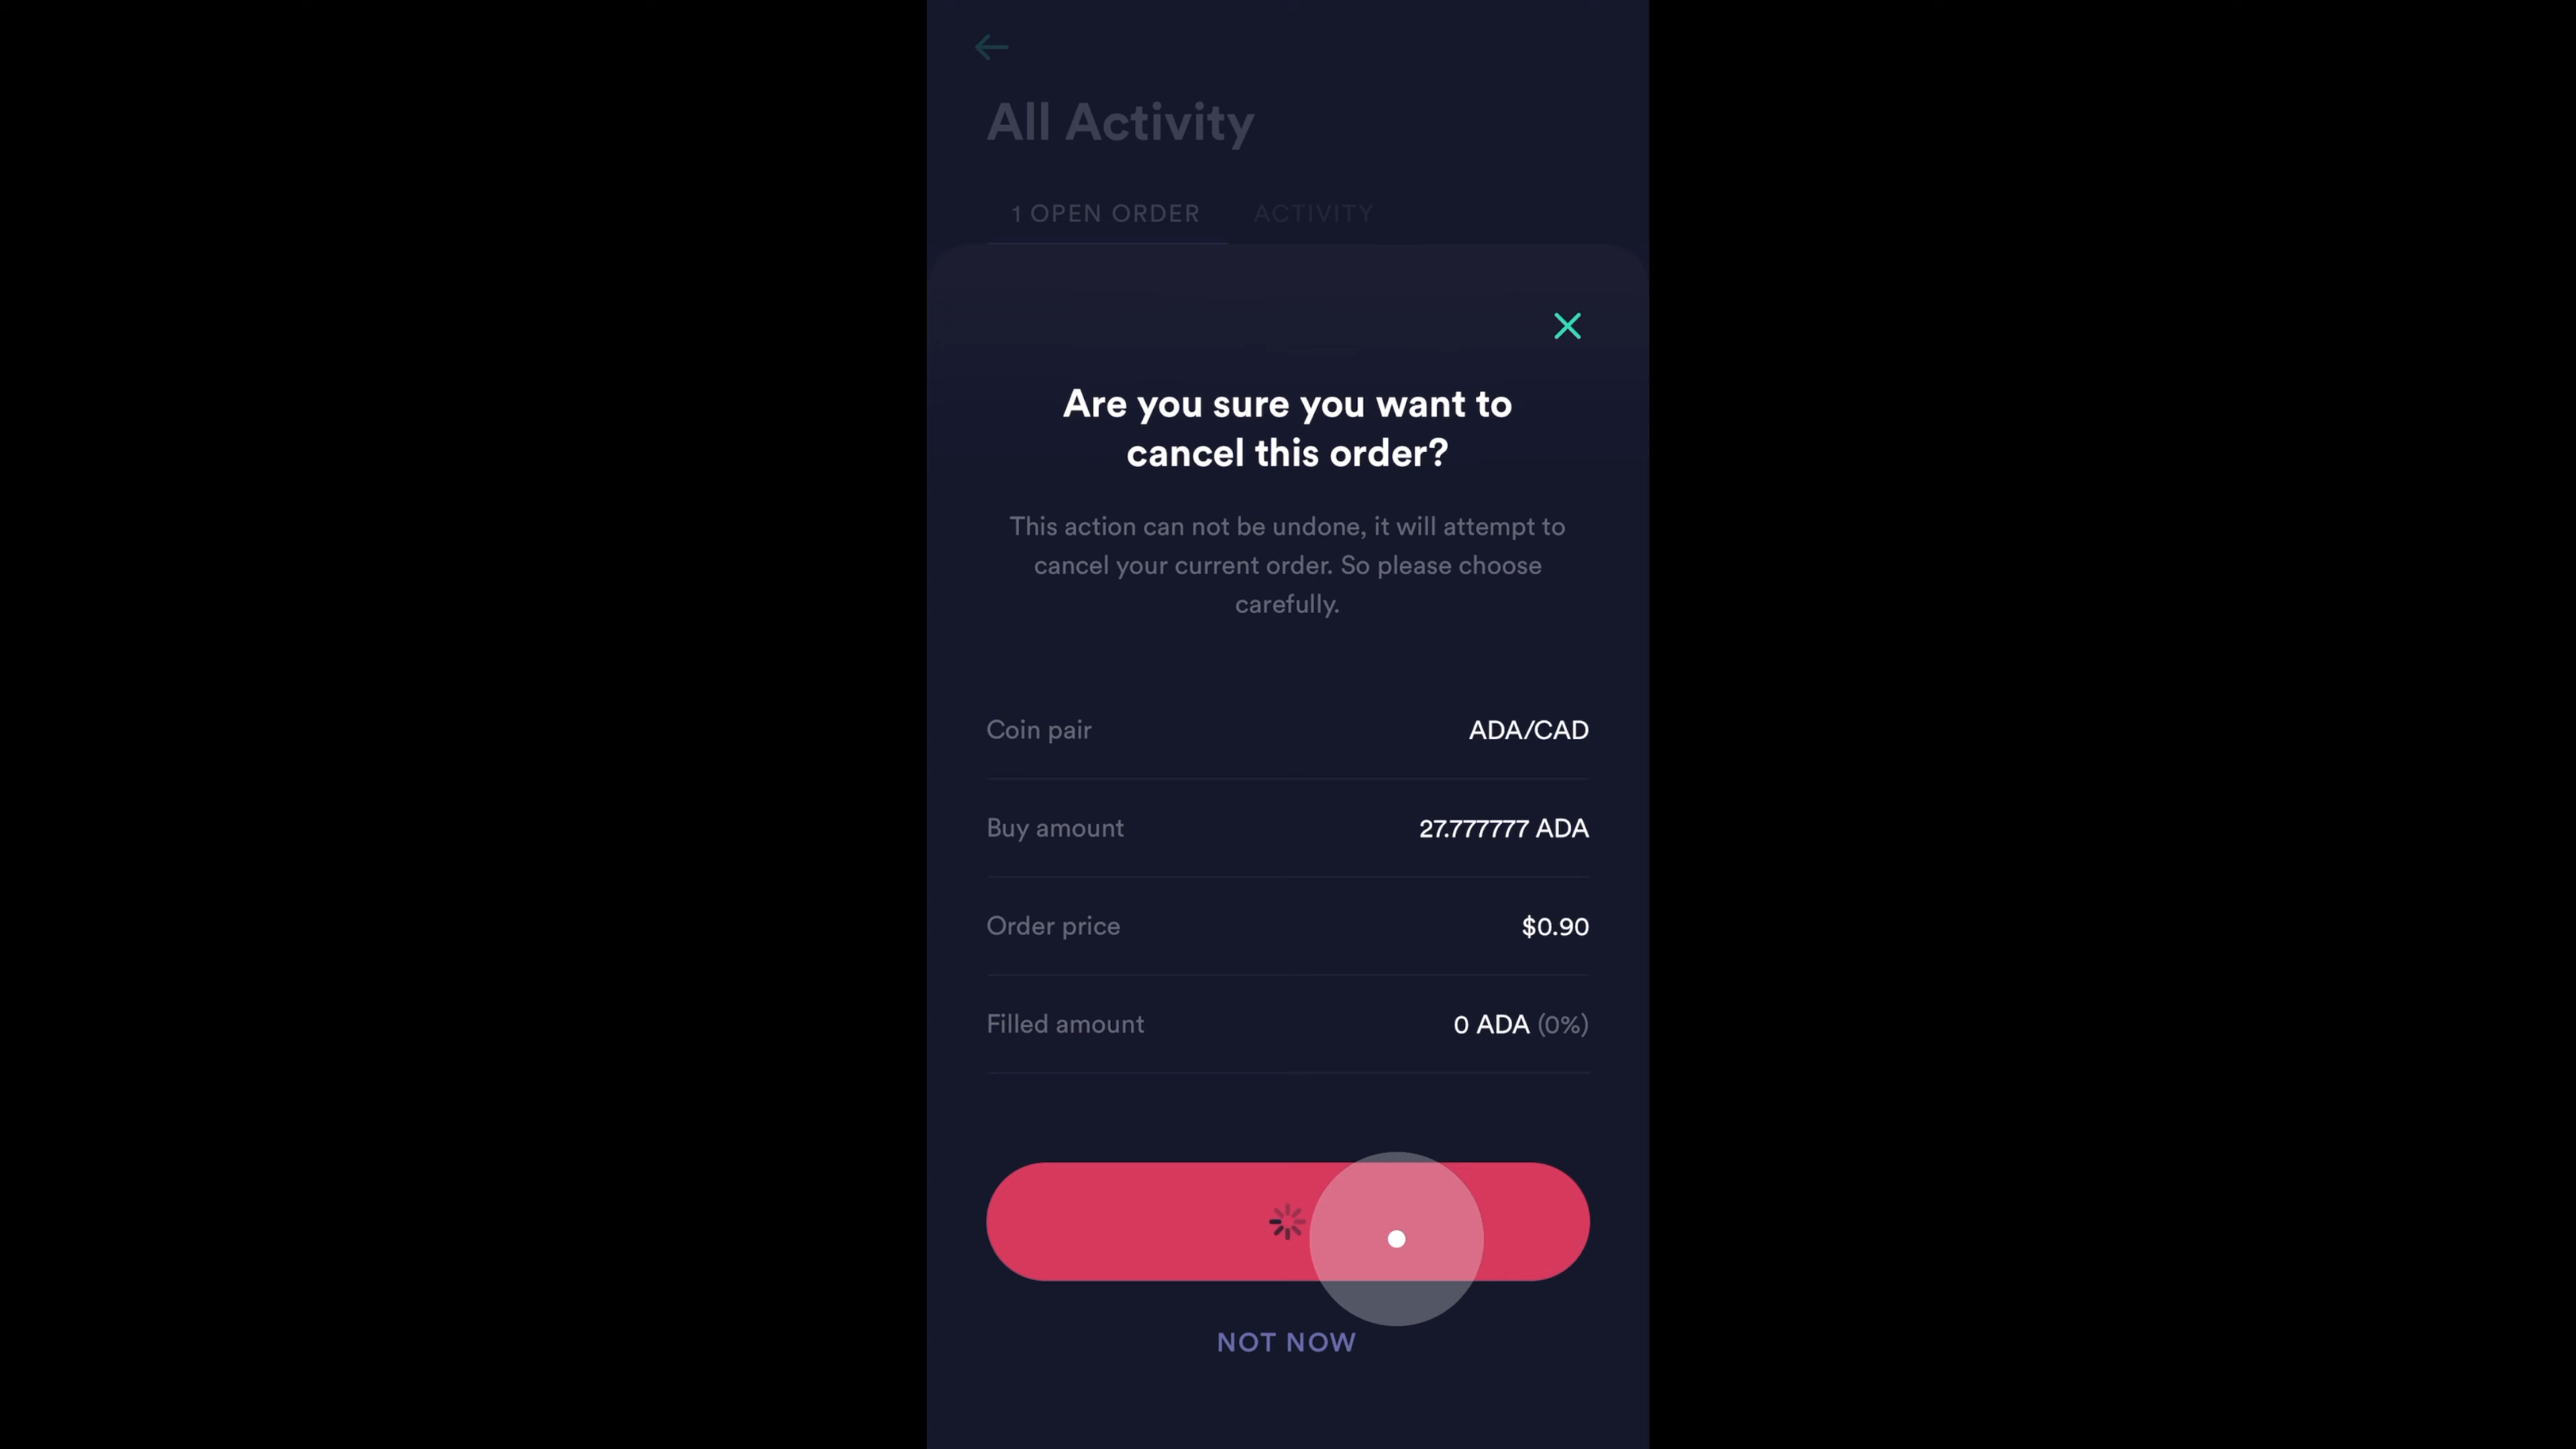 All Activity
1 OPEN ORDER ACTIVITY
Are you sure you want to
cancel this order?
This action can not be undone, it will attempt to
cancel your current order. So please choose
carefully.
Coin pair ADA/CAD
Buy amount 27.777777 ADA
Order price $0.90
Filled amount 0 ADA (0%)
NOT NOW